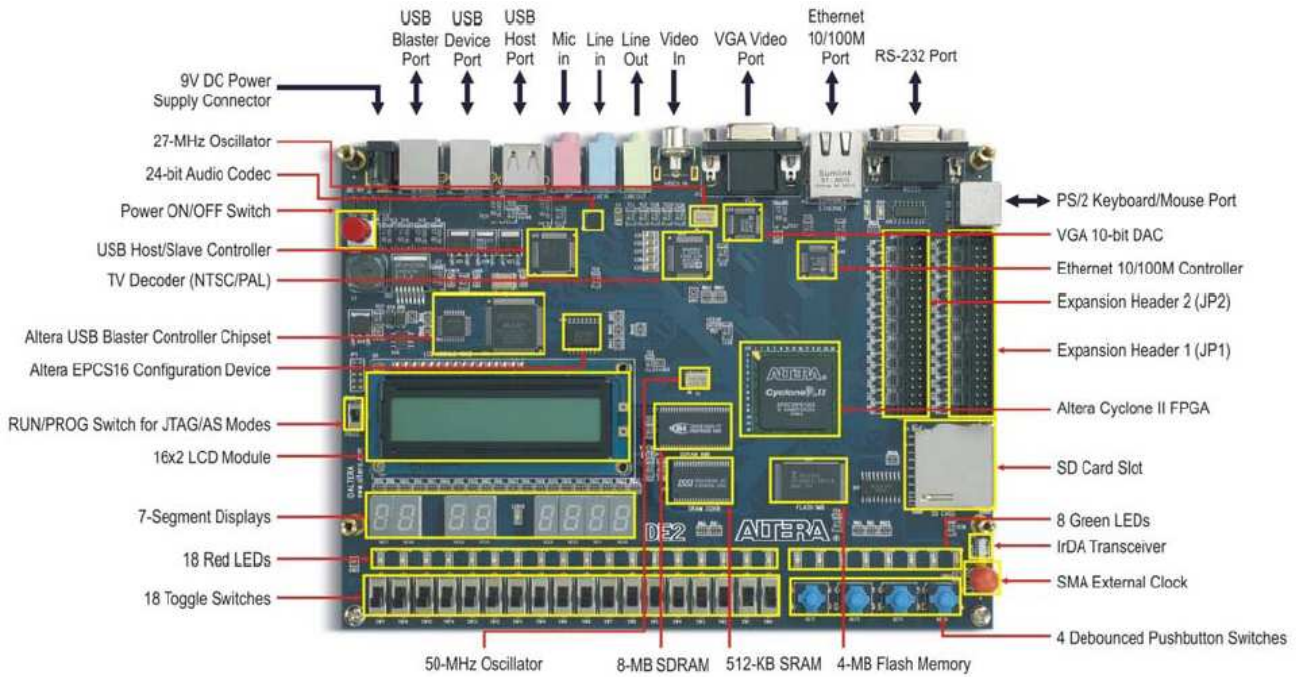 USB
Blaster
Port
USB
Device
Port
USB
Host
Port
Mic
in
Line
in
Line
Out
Video
In
VGA Video
Port
Ethernet
10/100M
Port
RS-232 Port
9V DC Power
Supply Connector
27-MHz Oscillator
24-bit Audio Codec
Power ON/OFF Switch
USB Host/Slave Controller
TV Decoder (NTSC/PAL)
Altera USB Blaster Controller Chipset
Altera EPCS16 Configuration Device
RUN/PROG Switch for JTAG/AS Modes
16x2 LCD Module
7-Segment Displays
18 Red LEDs
18 Toggle Switches
PS/2 Keyboard/Mouse Port
VGA 10-bit DAC
Ethernet 10/100M Controller
Expansion Header 2 (JP2)
Expansion Header 1 (JP1)
Altera Cyclone II FPGA
SD Card Slot
8 Green LEDs
IrDA Transceiver
SMA External Clock
4 Debounced Pushbutton Switches
50-MHz Oscillator
8-MB SDRAM
512-KB SRAM
4-MB Flash Memory
ALTERA
Cyclone II
DE2
ALTERA